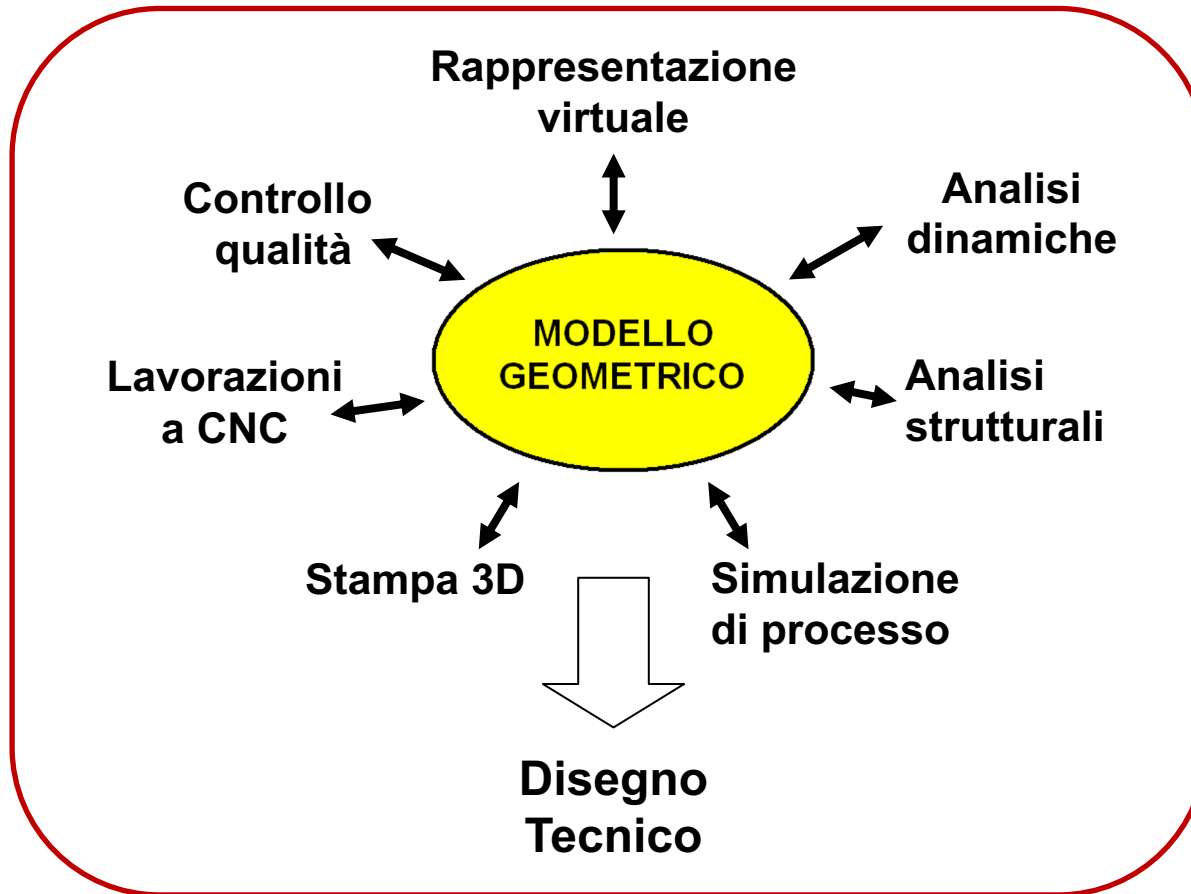 Rappresentazione
virtuale
Controllo
qualità
Analisi
dinamiche
MODELLO
GEOMETRICO
Lavorazioni
a CNC
Analisi
strutturali
Stampa 3D
Simulazione
di processo
Disegno
Tecnico